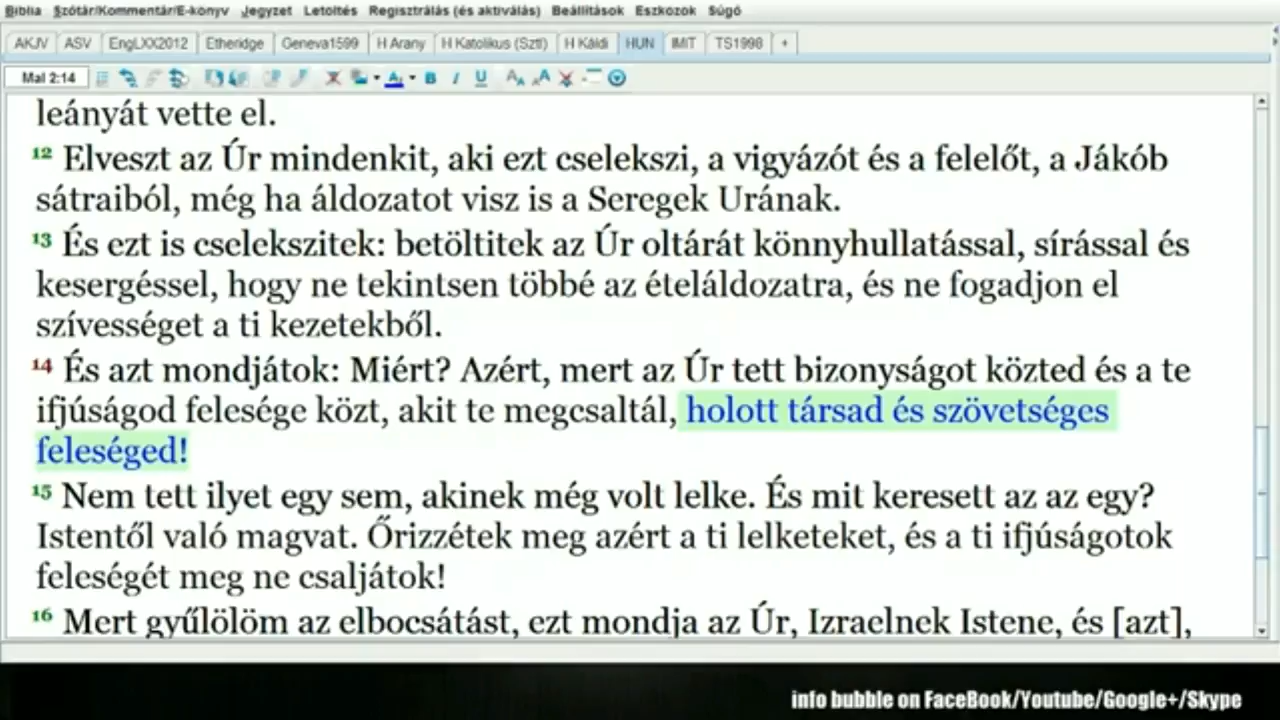 Biblia Szótár/Kommentár/E-könyv Jegyzet Letöltés Regisztrálás (és aktiválás) Beállítások Eszközök Súgó
AKJV ASV EngLXX2012 Etheridge Geneva1599 H Arany H Katolikus (SztI) H Káldi HUN IMIT TS1998 +
Mal 2:14 A B I U A A A A
leányát vette el.
12 Elveszt az Úr mindenkit, aki ezt cselekszi, a vigyázót és a felelőt, a Jákób
sátraiból, még ha áldozatot visz is a Seregek Urának.
13 És ezt is cselekszitek: betöltitek az Úr oltárát könnyhullatással, sírással és
kesergéssel, hogy ne tekintsen többé az ételáldozatra, és ne fogadjon el
szívességet a ti kezetekből.
14 És azt mondjátok: Miért? Azért, mert az Úr tett bizonyságot közted és a te
ifjúságod felesége közt, akit te megcsaltál, holott társad és szövetséges
feleséged!
15 Nem tett ilyet egy sem, akinek még volt lelke. És mit keresett az az egy?
Istentől való magvat. Őrizzétek meg azért a ti lelketeket, és a ti ifjúságotok
feleségét meg ne csaljátok!
16 Mert gyűlölöm az elbocsátást, ezt mondja az Úr, Izraelnek Istene, és [azt],
info bubble on FaceBook/Youtube/Google+/Skype